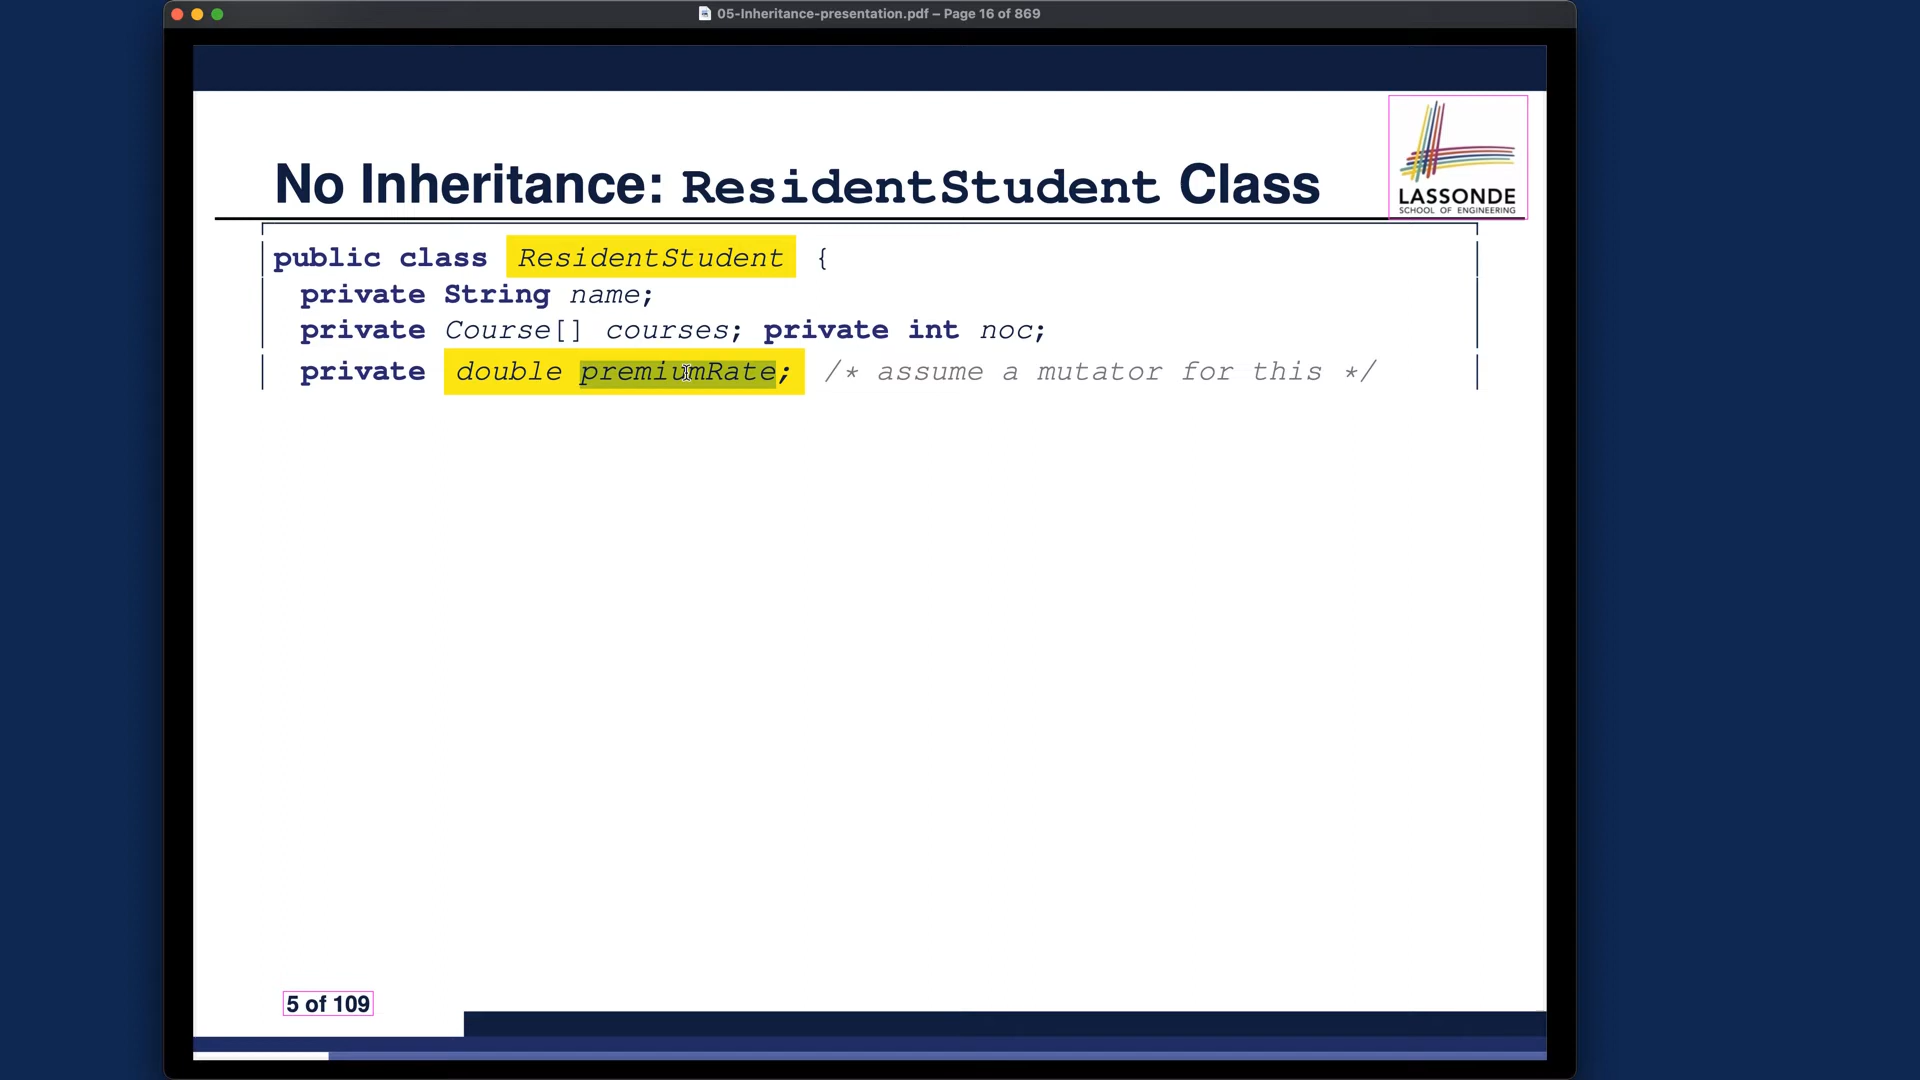 05-Inheritance-presentation.pdf – Page 16 of 869
No Inheritance: ResidentStudent Class
LASSONDE
SCHOOL OF ENGINEERING
public class ResidentStudent {
private String name;
private Course[] courses; private int noc;
private double premiumRate; /* assume a mutator for this */
5 of 109